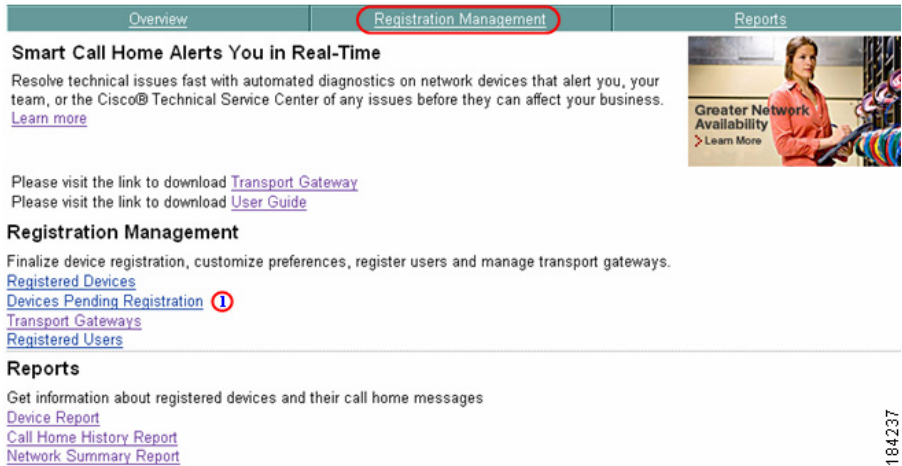 Overview
Registration Management
Reports
Smart Call Home Alerts You in Real-Time
Resolve technical issues fast with automated diagnostics on network devices that alert you, your
team, or the Cisco® Technical Service Center of any issues before they can affect your business.
Learn more
Greater Network
Availability
Learn More
Please visit the link to download Transport Gateway
Please visit the link to download User Guide
Registration Management
Finalize device registration, customize preferences, register users and manage transport gateways.
Registered Devices
Devices Pending Registration 1
Transport Gateways
Registered Users
Reports
Get information about registered devices and their call home messages
Device Report
Call Home History Report
Network Summary Report
184237